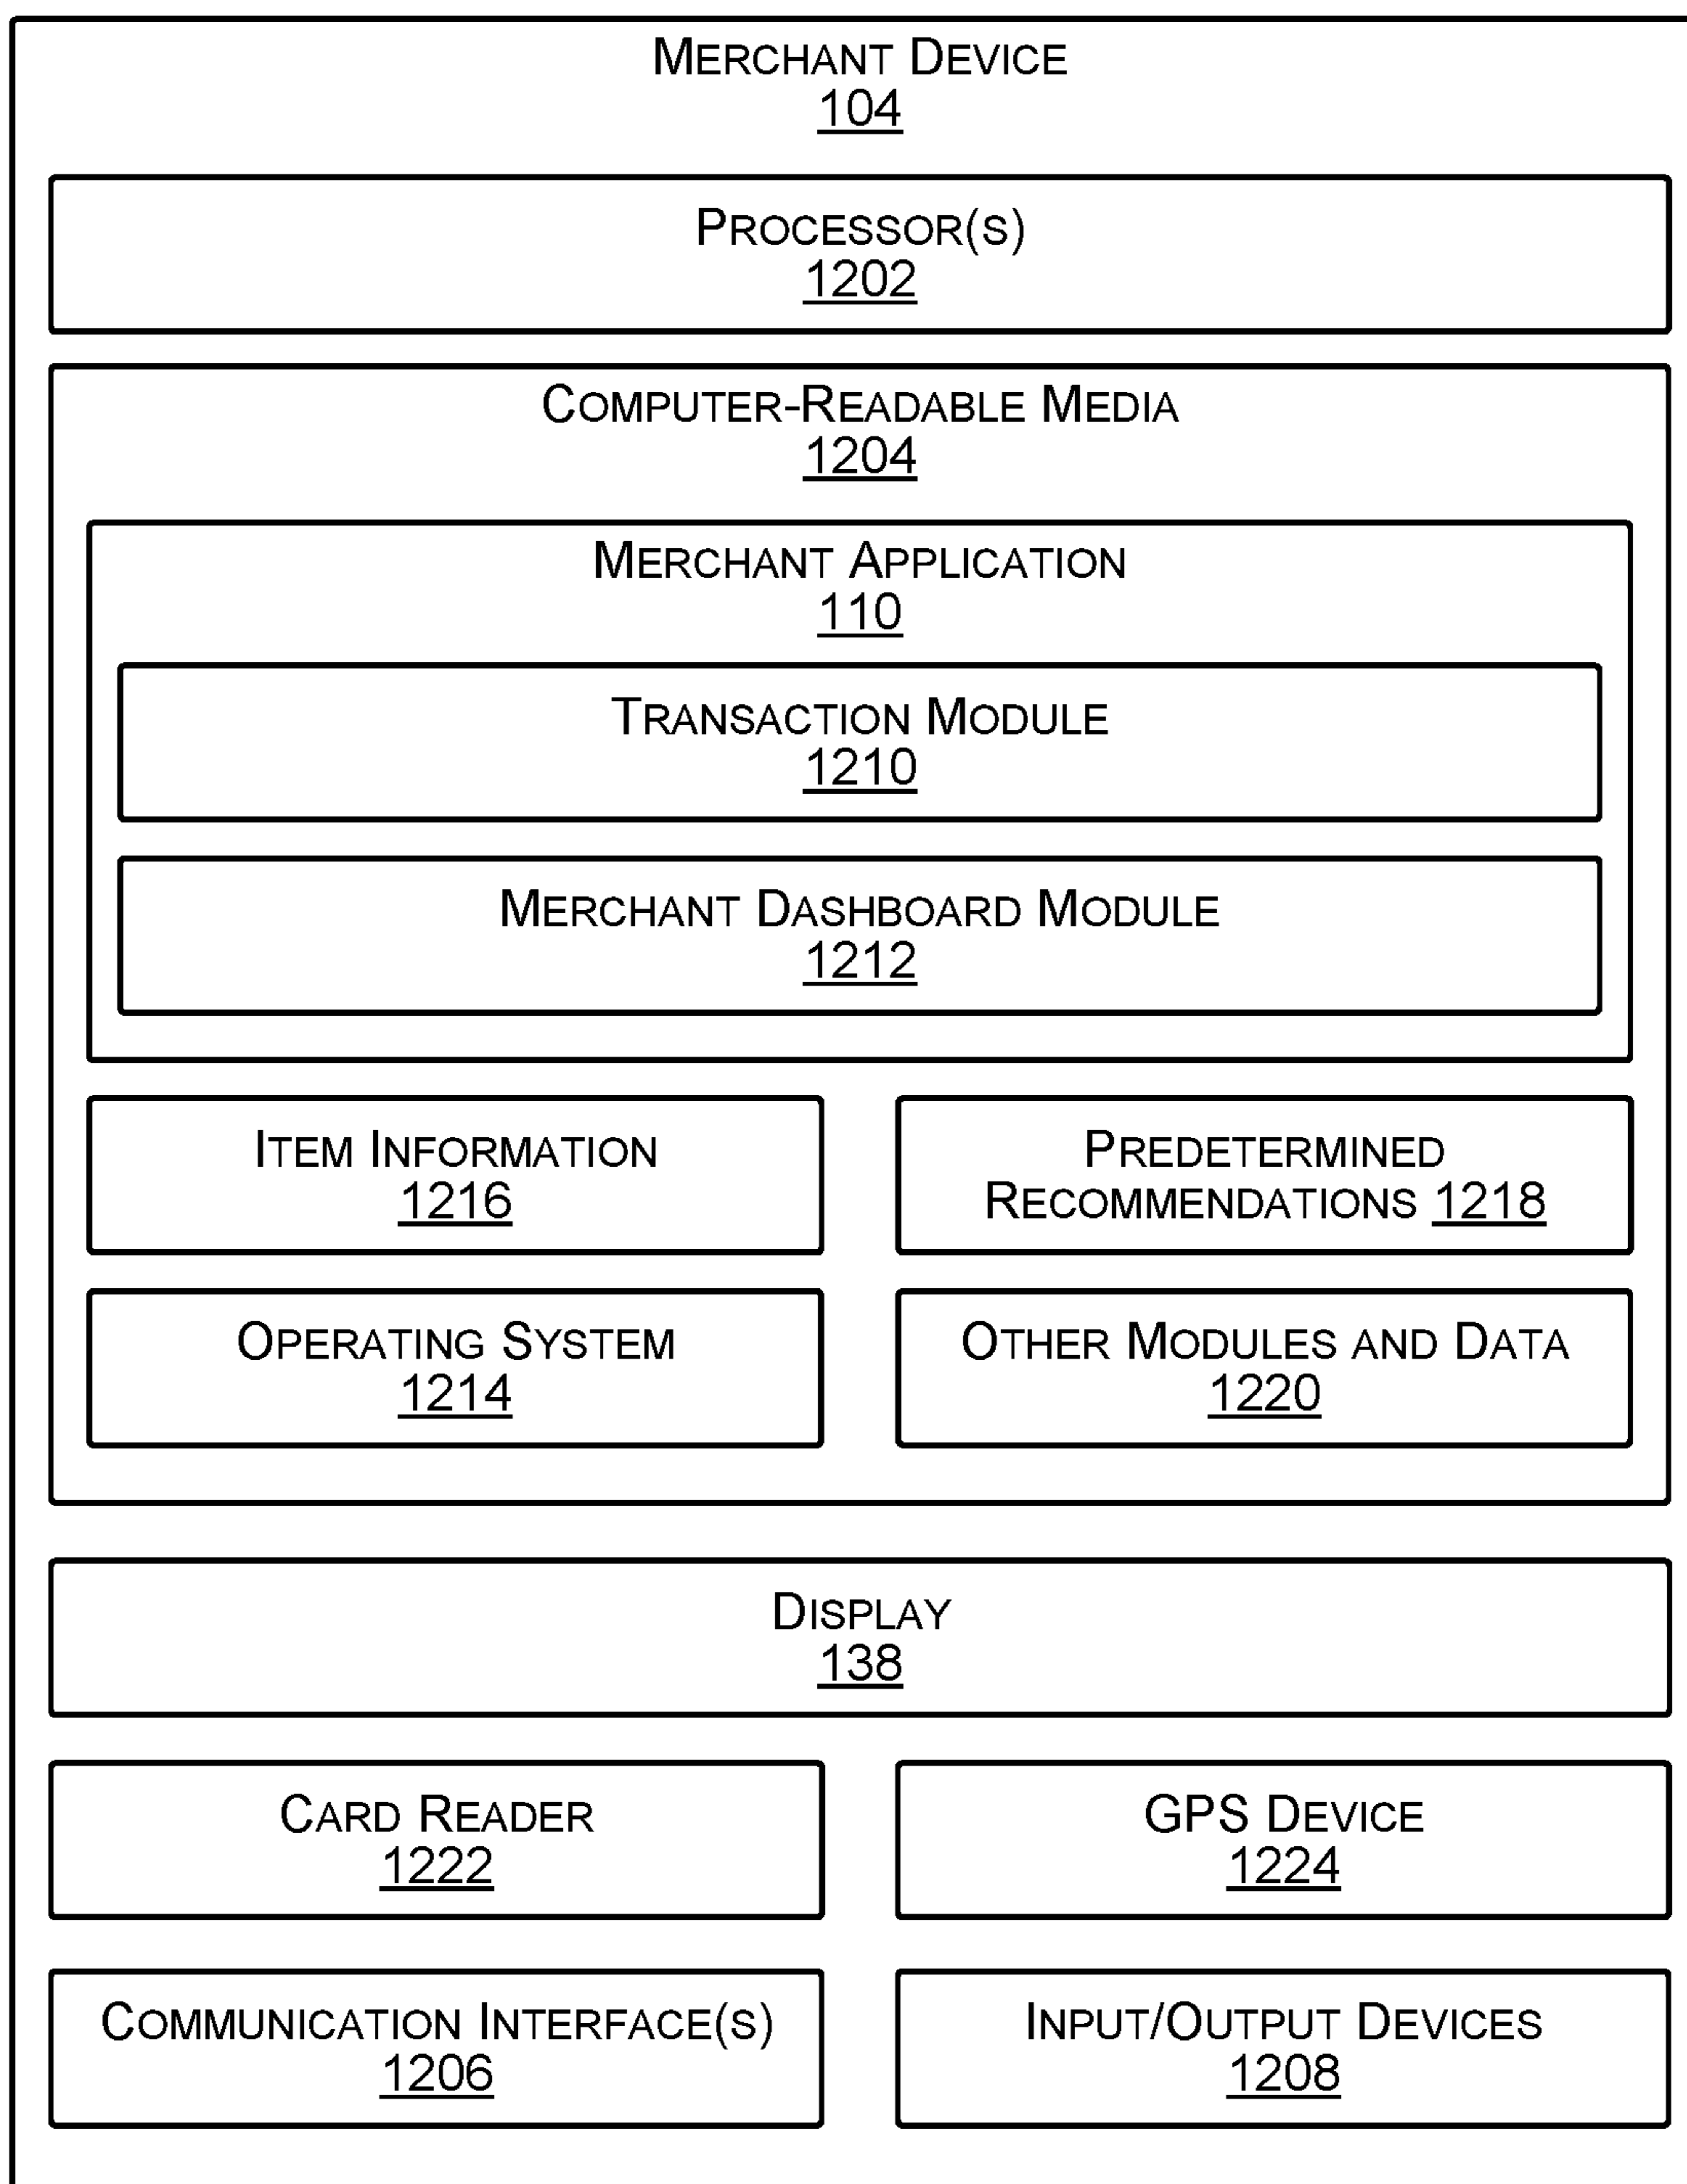 MERCHANT DEVICE
104
PROCESSOR(S)
1202
COMPUTER-READABLE MEDIA
1204
MERCHANT APPLICATION
110
TRANSACTION MODULE
1210
MERCHANT DASHBOARD MODULE
1212
ITEM INFORMATION
1216
PREDETERMINED
RECOMMENDATIONS 1218
OPERATING SYSTEM
1214
OTHER MODULES AND DATA
1220
DISPLAY
138
CARD READER
1222
GPS DEVICE
1224
COMMUNICATION INTERFACE(S)
1206
INPUT/OUTPUT DEVICES
1208